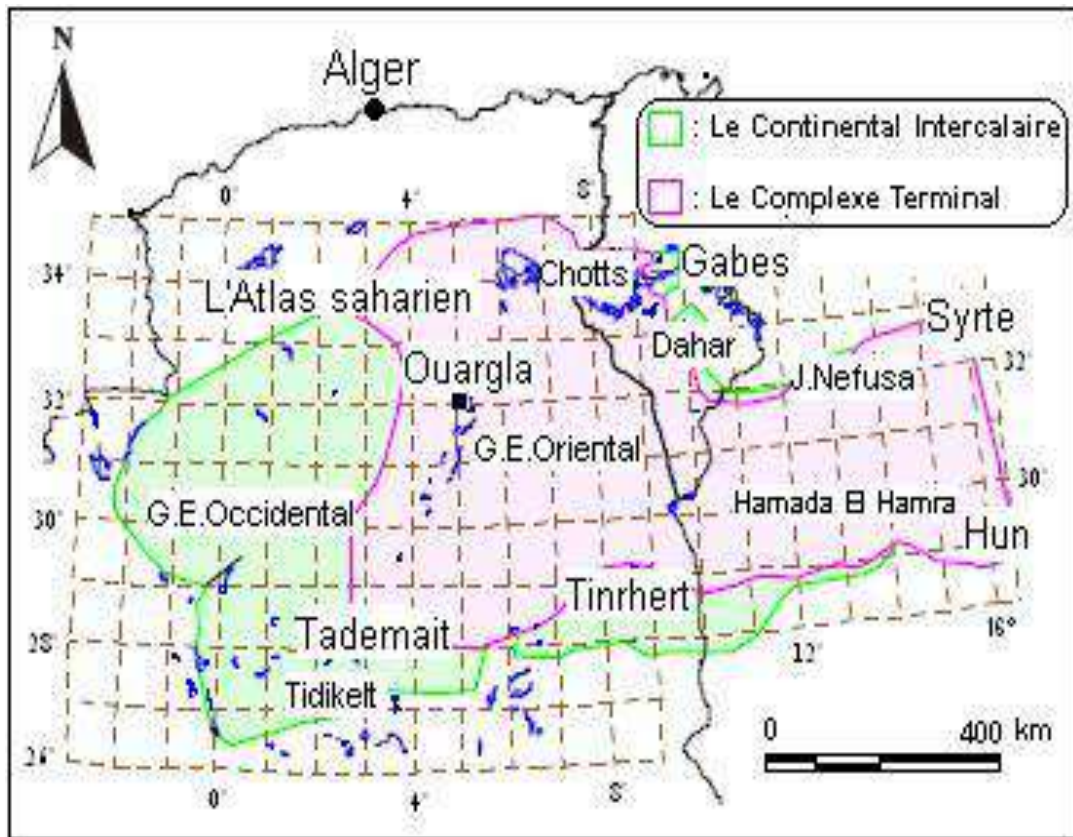 N
Alger
: Le Continental Intercalaire
: Le Complexe Terminal
0°
4°
8°
34°
Chotts
Gabes
L'Atlas saharien
Syrte
Dahar
32°
Ouargla
J.Nefusa
32°
G.E.Oriental
30°
G.E.Occidental
Hamada El Hamra
30°
Hun
Tinrhert
28°
Tademait
16°
12°
Tidikelt
26°
0°
4°
8°
0 400 km